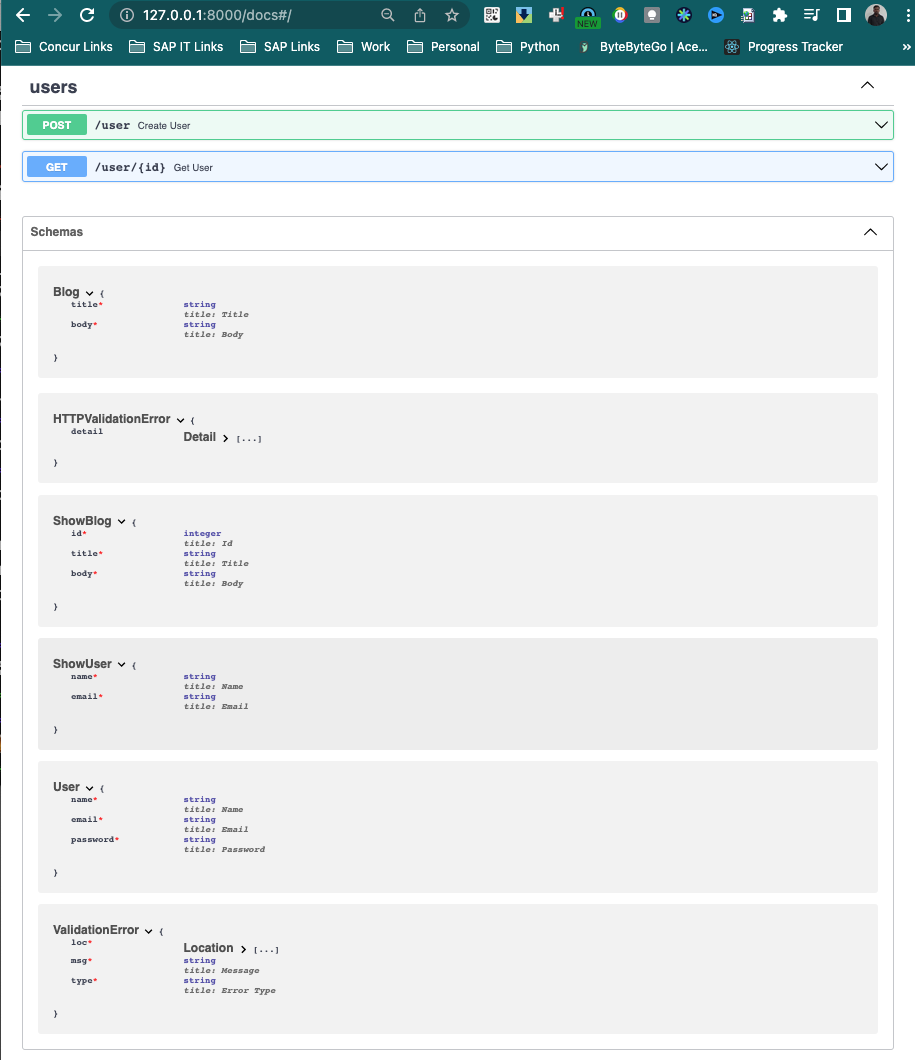 127.0.0.1:8000/docs#/
NEW
Concur Links SAP IT Links SAP Links Work Personal Python ByteByteGo | Ace... Progress Tracker »
users
POST /user Create User
GET /user/{id} Get User
Schemas
Blog {
title* string
title: Title
body* string
title: Body
}
HTTPValidationError {
detail Detail > [...]
}
ShowBlog {
id* integer
title: Id
title* string
title: Title
body* string
title: Body
}
ShowUser {
name* string
title: Name
email* string
title: Email
}
User {
name* string
title: Name
email* string
title: Email
password* string
title: Password
}
ValidationError {
loc* Location > [...]
msg* string
title: Message
type* string
title: Error Type
}